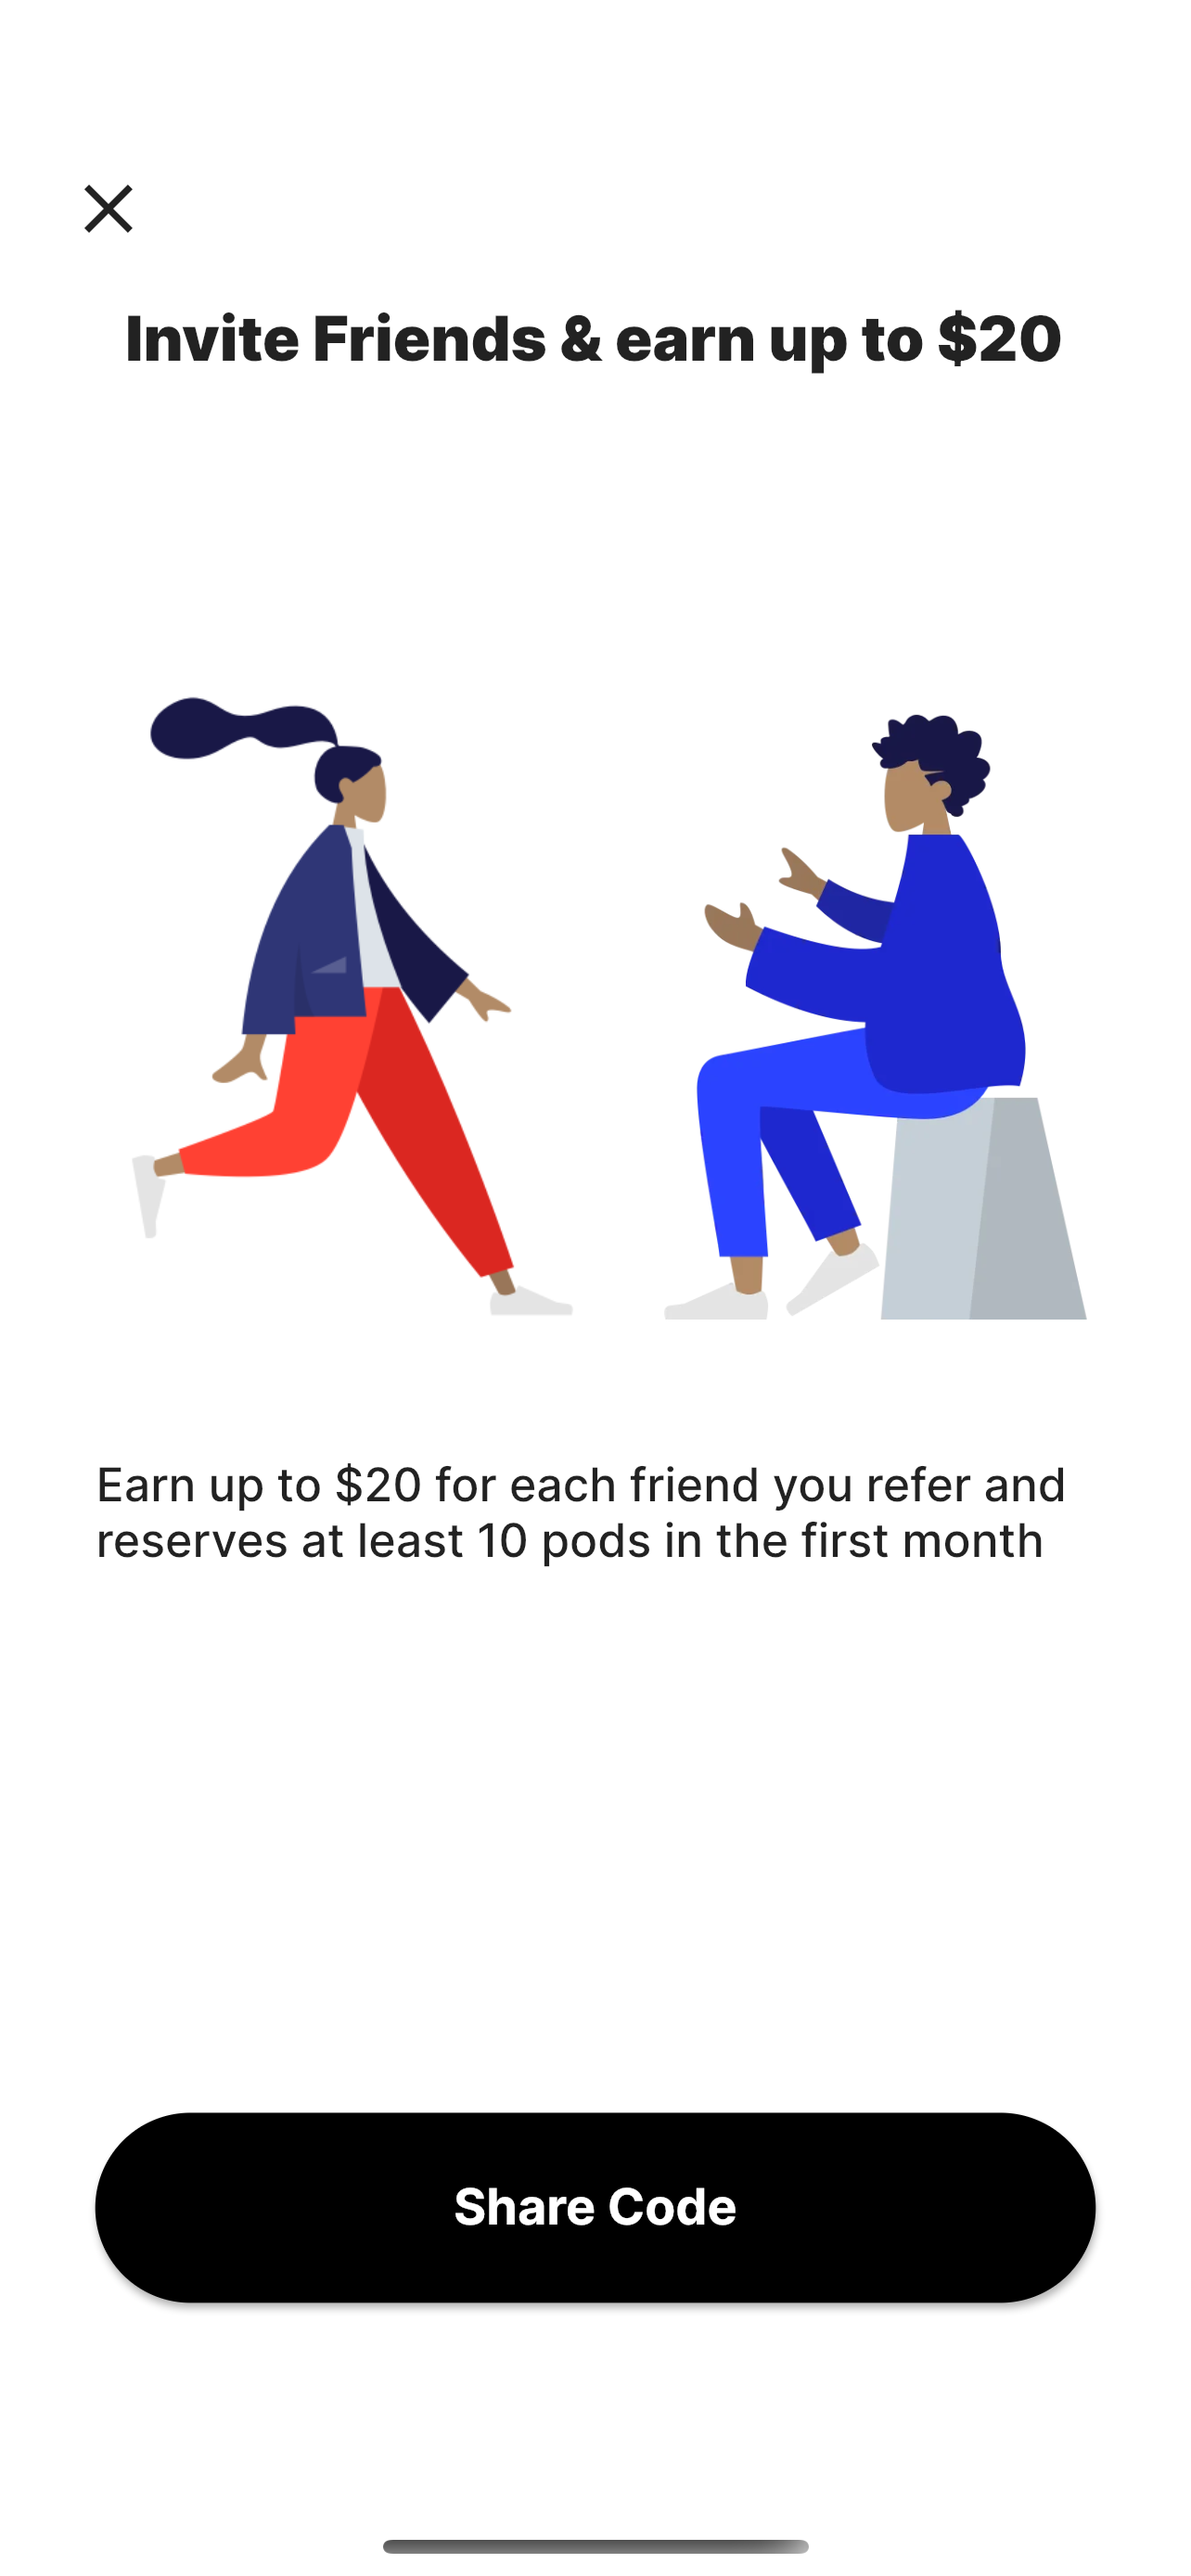 Invite Friends & earn up to $20
Earn up to $20 for each friend you refer and
reserves at least 10 pods in the first month
Share Code